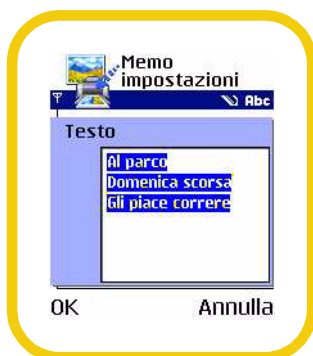 Memo
impostazioni
Abc
Testo
Al parco
Domenica scorsa
Gli piace correre
OK Annulla